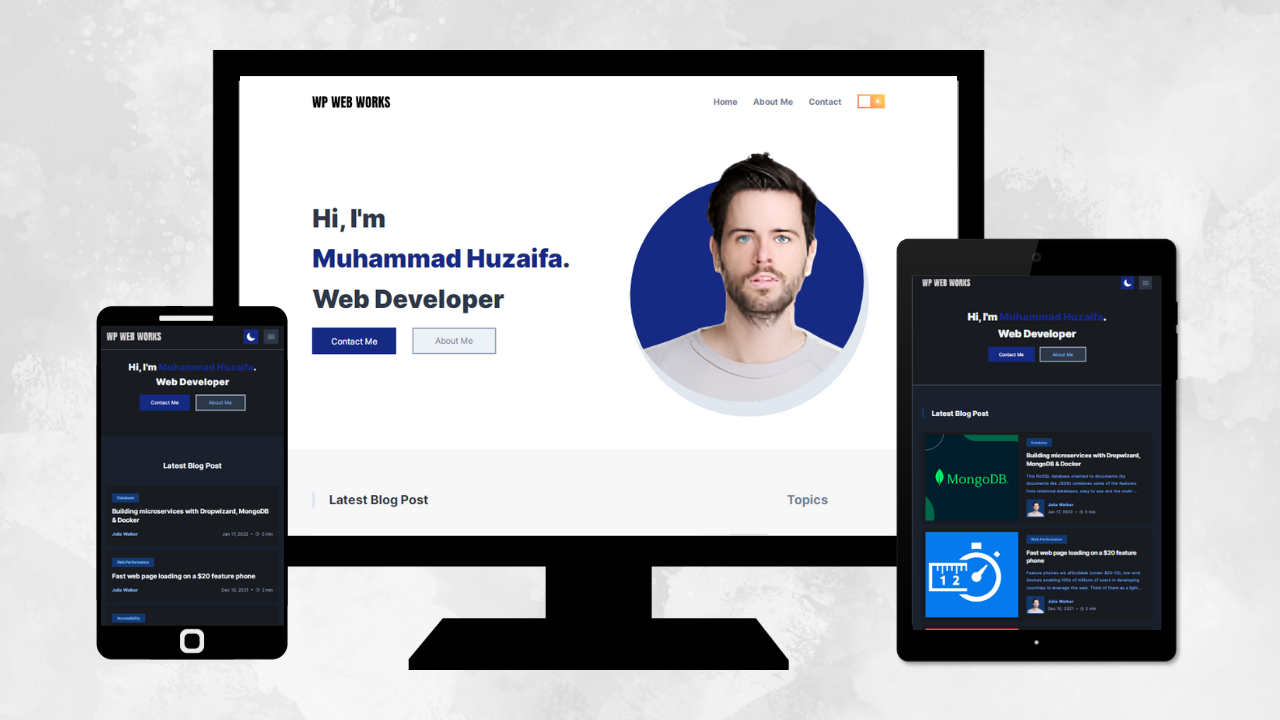 WP WEB WORKS
Home About Me Contact
Hi, I'm
Muhammad Huzaifa.
Web Developer
Contact Me About Me
Latest Blog Post Topics
WP WEB WORKS
Hi, I'm Muhammad Huzaifa.
Web Developer
Contact Me About Me
Latest Blog Post
Database
Building microservices with Dropwizard, MongoDB
& Docker
Julia Walker Jan 17, 2022 • 3 min
Web Performance
Fast web page loading on a $20 feature phone
Julia Walker Dec 10, 2021 • 2 min
Accessibility
WP WEB WORKS
Hi, I'm Muhammad Huzaifa.
Web Developer
Contact Me About Me
Latest Blog Post
MongoDB.
Database
Building microservices with Dropwizard,
MongoDB & Docker
This NoSQL database oriented to documents (by
documents like JSON) combines some of the features
from relational databases, easy to use and the multi-...
Julia Walker
Jan 17, 2022 • 3 min
1 2
Web Performance
Fast web page loading on a $20 feature
phone
Feature phones are affordable (under $20-25), low-end
devices enabling 100s of millions of users in developing
countries to leverage the web. Think of them as a light...
Julia Walker
Dec 10, 2021 • 2 min